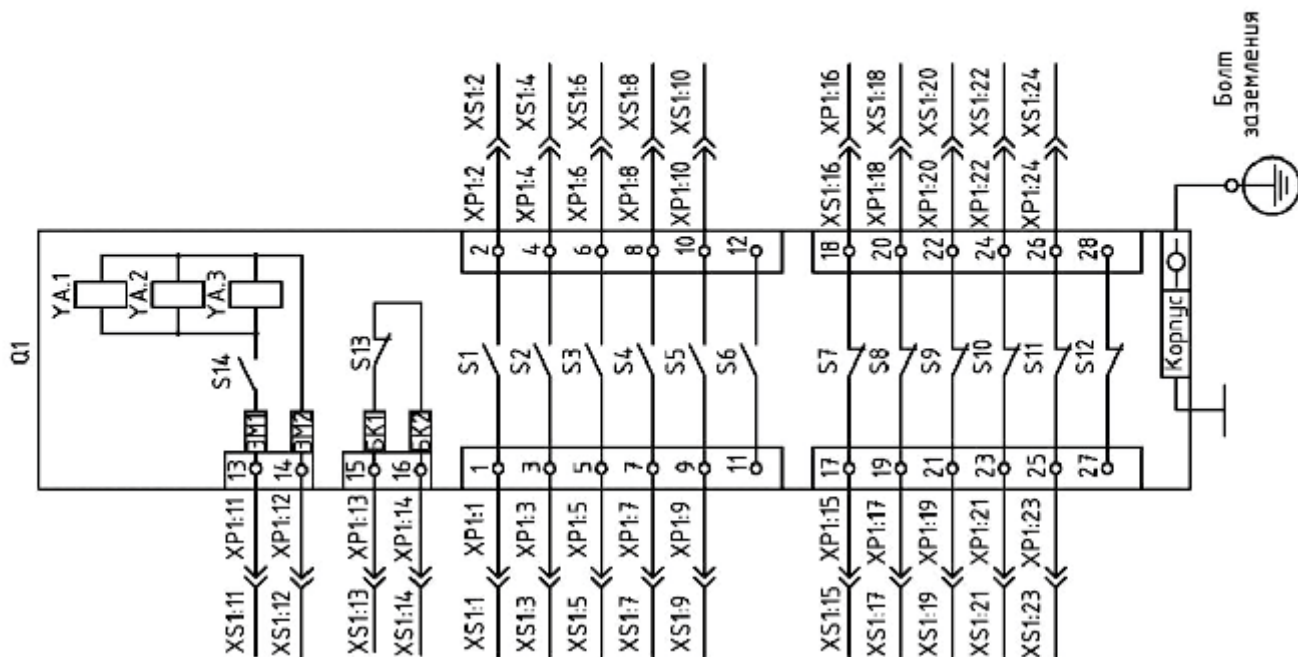 Q1
YA.1
YA.2
YA.3
S14
ЭМ1
ЭМ2
13
14
XP1:11
XP1:12
XS1:11
XS1:12
S13
БК1
БК2
15
16
XP1:13
XP1:14
XS1:13
XS1:14
XS1:2
XS1:4
XS1:6
XS1:8
XS1:10
XP1:2
XP1:4
XP1:6
XP1:8
XP1:10
2
4
6
8
10
12
S1
S2
S3
S4
S5
S6
1
3
5
7
9
11
XP1:1
XP1:3
XP1:5
XP1:7
XP1:9
XS1:1
XS1:3
XS1:5
XS1:7
XS1:9
XP1:16
XS1:18
XS1:20
XS1:22
XS1:24
XS1:16
XP1:18
XP1:20
XP1:22
XP1:24
18
20
22
24
26
28
S7
S8
S9
S10
S11
S12
17
19
21
23
25
27
XP1:15
XP1:17
XP1:19
XP1:21
XP1:23
XS1:15
XS1:17
XS1:19
XS1:21
XS1:23
Корпус
Болт
заземления